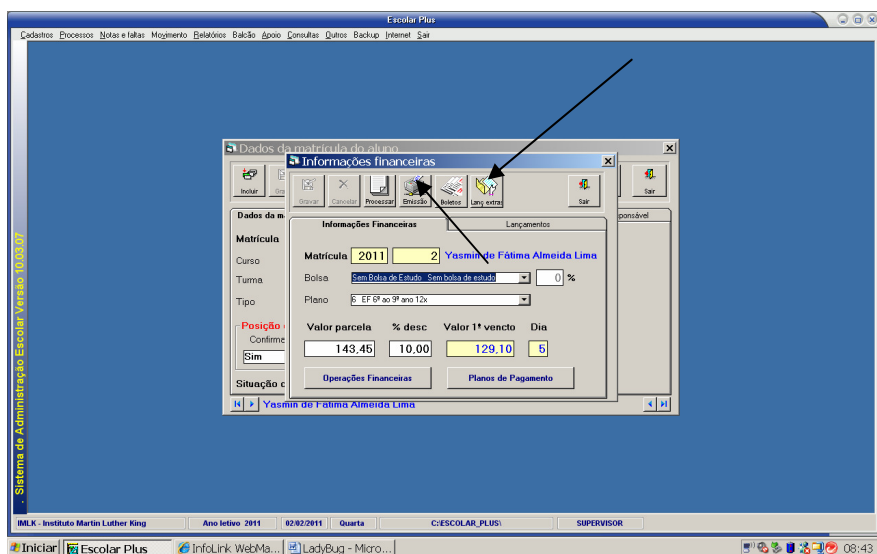 Escolar Plus
Cadastros Processos Notas e faltas Movimento Relatórios Balcão Apoio Consultas Outros Backup Internet Sair
Sistema de Administração Escolar Versão 10.03.07
Dados da matrícula do aluno
Incluir
Sair
Dados da m
ponsável
Matrícula
Curso
Turma
Tipo
Posição
Confirme
Sim
Situação
Yasmin de Fátima Almeida Lima
Informações financeiras
Gravar Cancelar Processar Emissão Boletos Lanç extras Sair
Informações Financeiras Lançamentos
Matrícula 2011 2 Yasmin de Fátima Almeida Lima
Bolsa Sem Bolsa de Estudo Sem bolsa de estudo 0 %
Plano 6 EF 6º ao 9º ano 12x
Valor parcela % desc Valor 1º vencto Dia
143,45 10,00 129,10 5
Operações Financeiras Planos de Pagamento
IMLK - Instituto Martin Luther King Ano letivo 2011 02/02/2011 Quarta C:\ESCOLAR_PLUS\ SUPERVISOR
Iniciar Escolar Plus InfoLink WebMa... LadyBug - Micro... 08:43